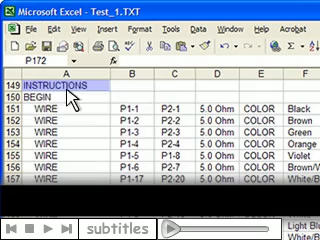 Microsoft Excel - Test_1.TXT
File Edit View Insert Format Tools Data Window Acrobat
P172
A B C D E F
149 INSTRUCTIONS
150 BEGIN
151 WIRE P1-1 P2-1 5.0 Ohm COLOR Black
152 WIRE P1-2 P2-2 5.0 Ohm COLOR Brown
153 WIRE P1-3 P2-3 5.0 Ohm COLOR Green
154 WIRE P1-4 P2-4 5.0 Ohm COLOR Orange
155 WIRE P1-5 P1-8 5.0 Ohm COLOR Violet
156 WIRE P1-6 P2-7 5.0 Ohm COLOR Brown/W
157 WIRE P1-17 P2-20 5.0 Ohm COLOR White/B
subtitles
Light Blu
White/